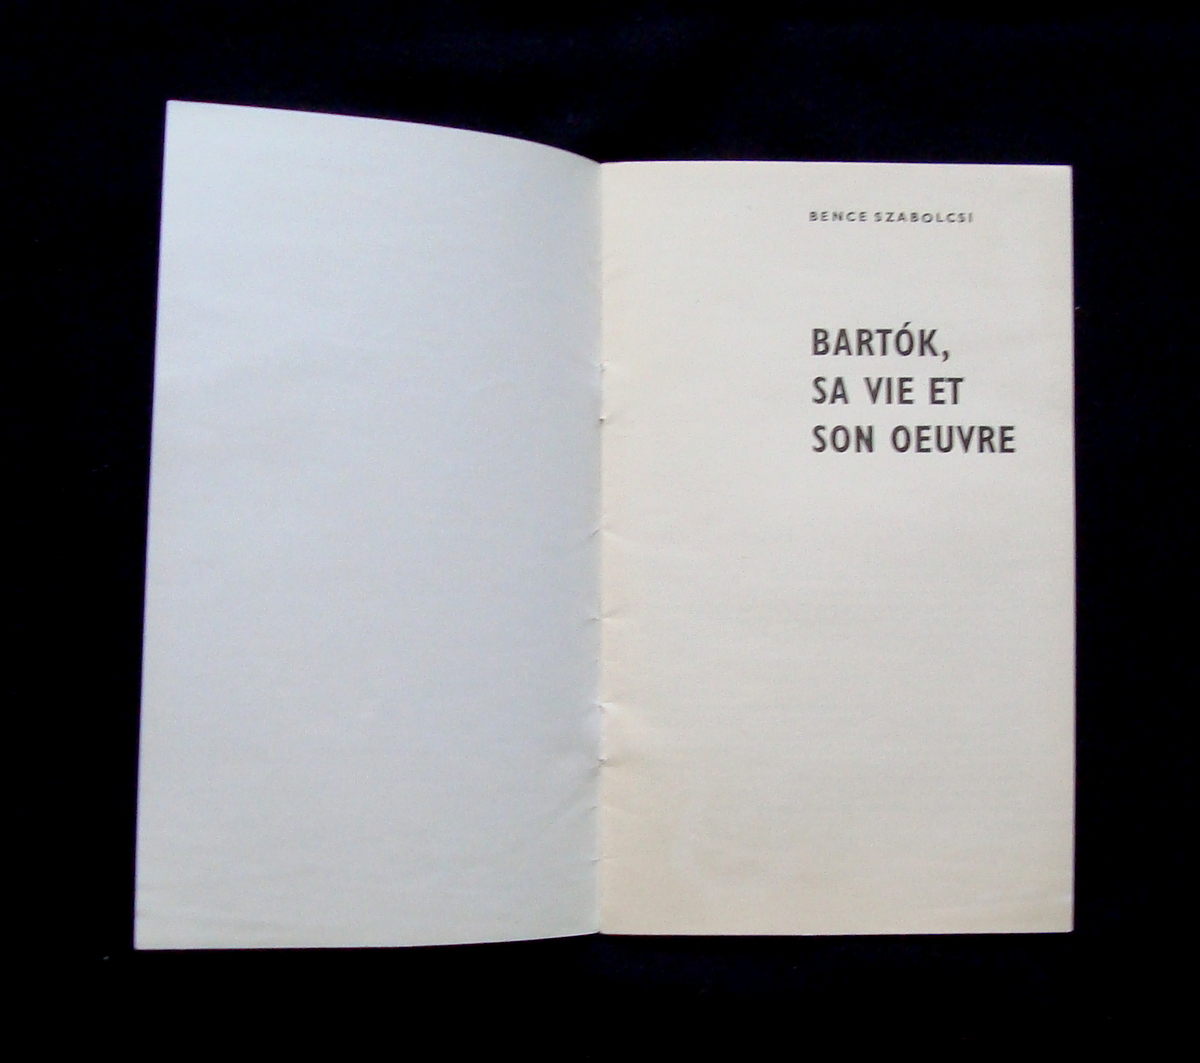 BENCE SZABOLCSI
BARTÓK,
SA VIE ET
SON OEUVRE